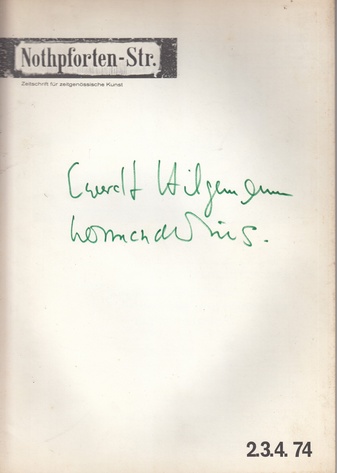 Nothpforten-Str.
Zeitschrift für zeitgenössische Kunst
Ewerdt Hilgemann
2.3.4. 74